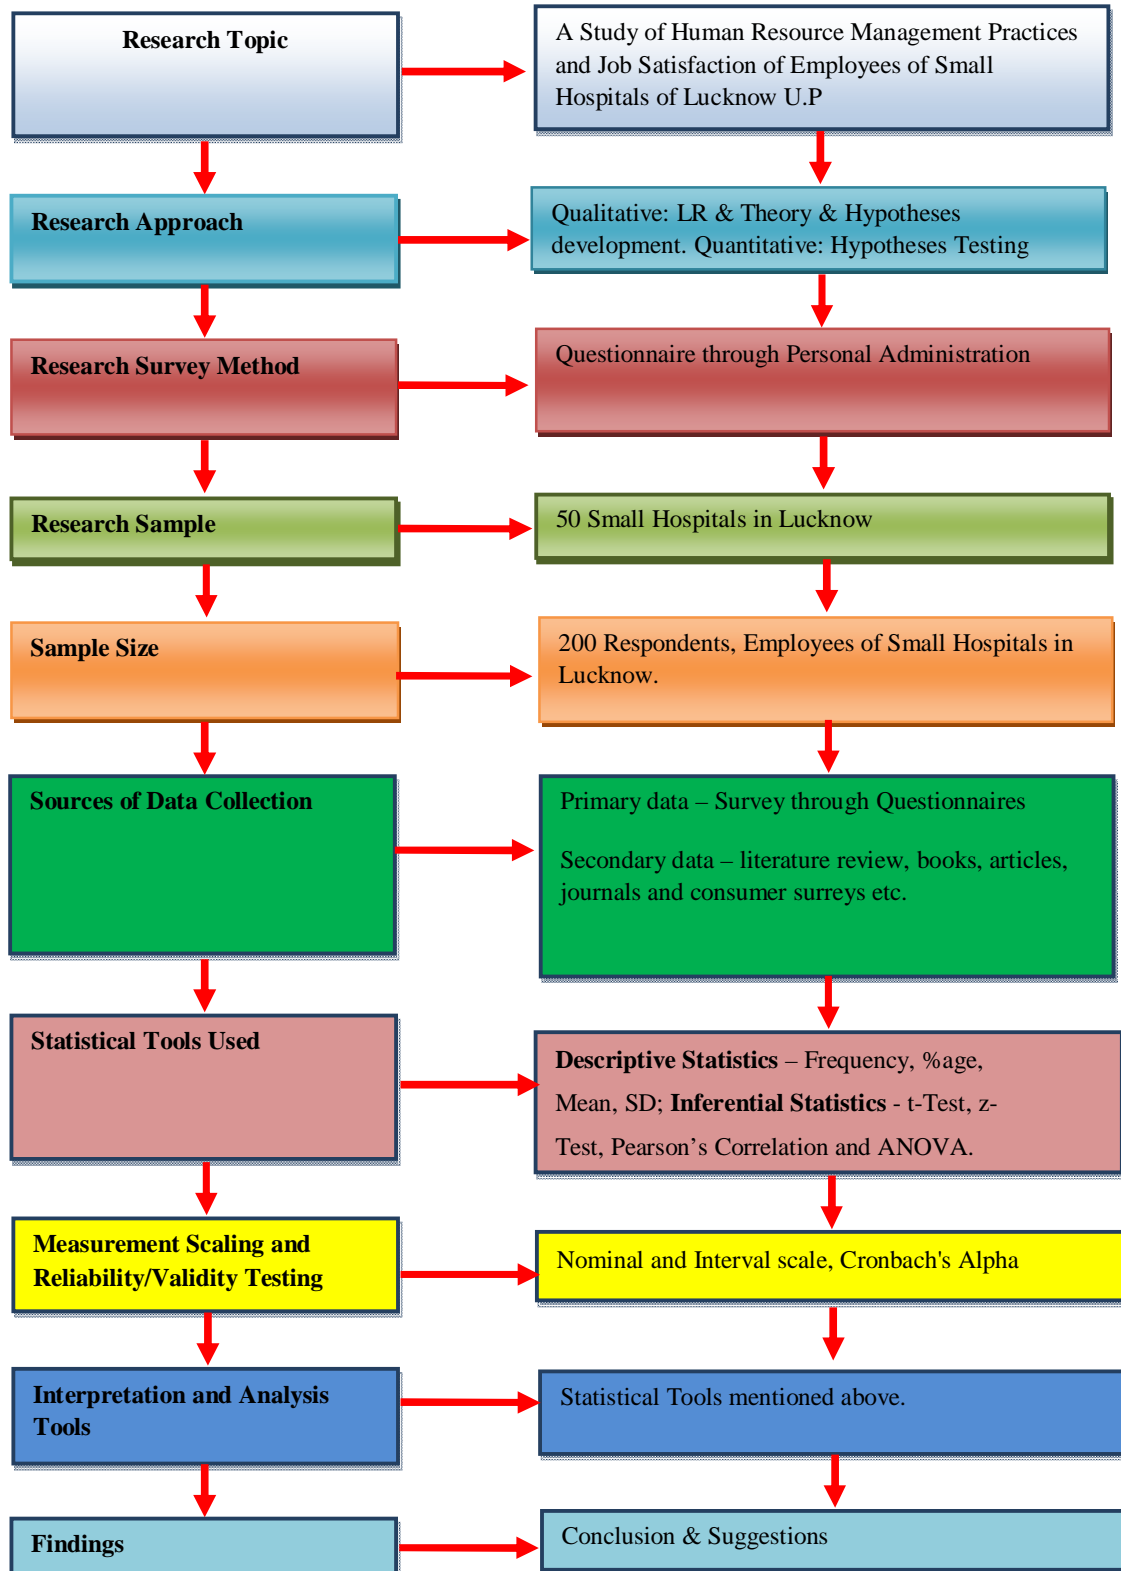 Research Topic
A Study of Human Resource Management Practices
and Job Satisfaction of Employees of Small
Hospitals of Lucknow U.P
Research Approach
Qualitative: LR & Theory & Hypotheses
development. Quantitative: Hypotheses Testing
Research Survey Method
Questionnaire through Personal Administration
Research Sample
50 Small Hospitals in Lucknow
Sample Size
200 Respondents, Employees of Small Hospitals in
Lucknow.
Sources of Data Collection
Primary data – Survey through Questionnaires
Secondary data – literature review, books, articles,
journals and consumer surreys etc.
Statistical Tools Used
Descriptive Statistics – Frequency, %age,
Mean, SD; Inferential Statistics - t-Test, z-
Test, Pearson’s Correlation and ANOVA.
Measurement Scaling and
Reliability/Validity Testing
Nominal and Interval scale, Cronbach's Alpha
Interpretation and Analysis
Tools
Statistical Tools mentioned above.
Findings
Conclusion & Suggestions